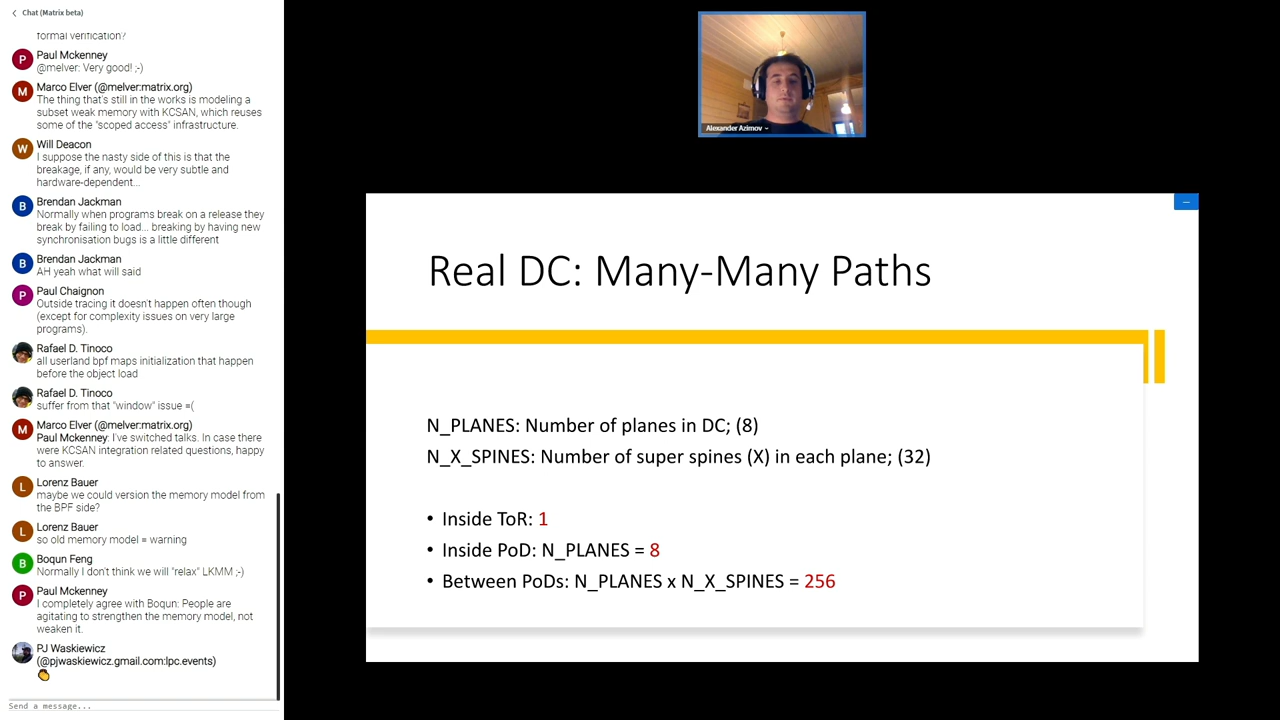 Chat (Matrix beta)
formal verification?
P
Paul Mckenney
@melver: Very good! ;-)
M
Marco Elver (@melver:matrix.org)
The thing that's still in the works is modeling a
subset weak memory with KCSAN, which reuses
some of the "scoped access" infrastructure.
W
Will Deacon
I suppose the nasty side of this is that the
breakage, if any, would be very subtle and
hardware-dependent...
B
Brendan Jackman
Normally when programs break on a release they
break by failing to load... breaking by having new
synchronisation bugs is a little different
B
Brendan Jackman
AH yeah what will said
P
Paul Chaignon
Outside tracing it doesn't happen often though
(except for complexity issues on very large
programs).
Rafael D. Tinoco
all userland bpf maps initialization that happen
before the object load
Rafael D. Tinoco
suffer from that "window" issue =(
M
Marco Elver (@melver:matrix.org)
Paul Mckenney: I've switched talks. In case there
were KCSAN integration related questions, happy
to answer.
L
Lorenz Bauer
maybe we could version the memory model from
the BPF side?
L
Lorenz Bauer
so old memory model = warning
B
Boqun Feng
Normally I don't think we will "relax" LKMM ;-)
P
Paul Mckenney
I completely agree with Boqun: People are
agitating to strengthen the memory model, not
weaken it.
PJ Waskiewicz
(@pjwaskiewicz.gmail.com:lpc.events)
Send a message...
Alexander Azimov
Real DC: Many-Many Paths
N_PLANES: Number of planes in DC; (8)
N_X_SPINES: Number of super spines (X) in each plane; (32)
• Inside ToR: 1
• Inside PoD: N_PLANES = 8
• Between PoDs: N_PLANES x N_X_SPINES = 256